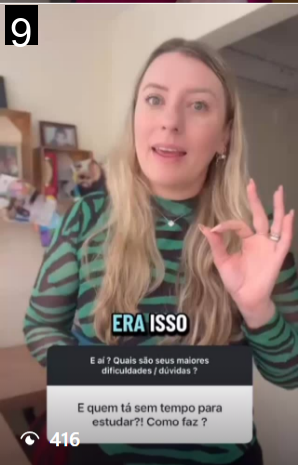 9
ERA ISSO
E aí ? Quais são seus maiores
dificuldades / dúvidas ?
E quem tá sem tempo para
estudar?! Como faz ?
416